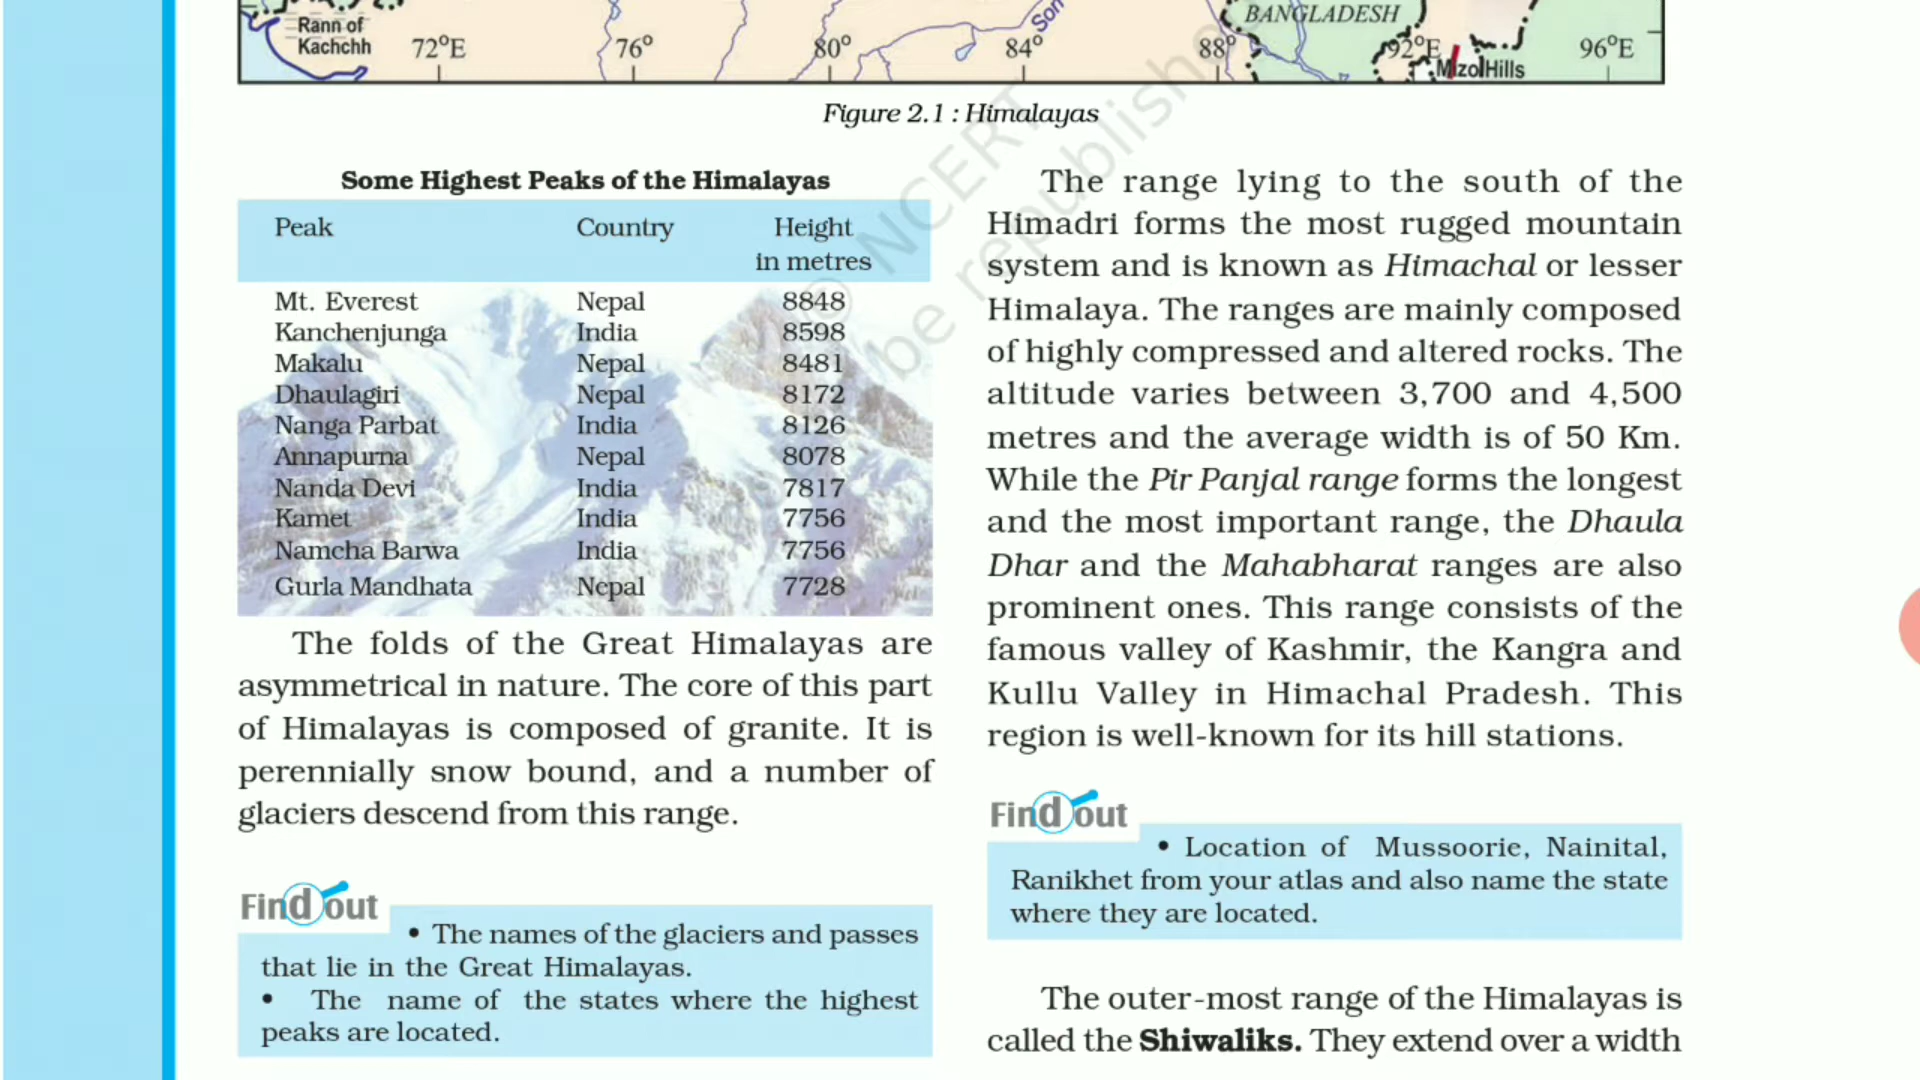 Rann of
Kachchh
72°E
76°
80°
84°
Son
88°
BANGLADESH
92°E
Mizo Hills
96°E
Figure 2.1 : Himalayas
Some Highest Peaks of the Himalayas
Peak Country Height
in metres
Mt. Everest Nepal 8848
Kanchenjunga India 8598
Makalu Nepal 8481
Dhaulagiri Nepal 8172
Nanga Parbat India 8126
Annapurna Nepal 8078
Nanda Devi India 7817
Kamet India 7756
Namcha Barwa India 7756
Gurla Mandhata Nepal 7728
The folds of the Great Himalayas are
asymmetrical in nature. The core of this part
of Himalayas is composed of granite. It is
perennially snow bound, and a number of
glaciers descend from this range.
Find out
• The names of the glaciers and passes
that lie in the Great Himalayas.
• The name of the states where the highest
peaks are located.
The range lying to the south of the
Himadri forms the most rugged mountain
system and is known as Himachal or lesser
Himalaya. The ranges are mainly composed
of highly compressed and altered rocks. The
altitude varies between 3,700 and 4,500
metres and the average width is of 50 Km.
While the Pir Panjal range forms the longest
and the most important range, the Dhaula
Dhar and the Mahabharat ranges are also
prominent ones. This range consists of the
famous valley of Kashmir, the Kangra and
Kullu Valley in Himachal Pradesh. This
region is well-known for its hill stations.
Find out
• Location of Mussoorie, Nainital,
Ranikhet from your atlas and also name the state
where they are located.
The outer-most range of the Himalayas is
called the Shiwaliks. They extend over a width
© NCERT
be republished